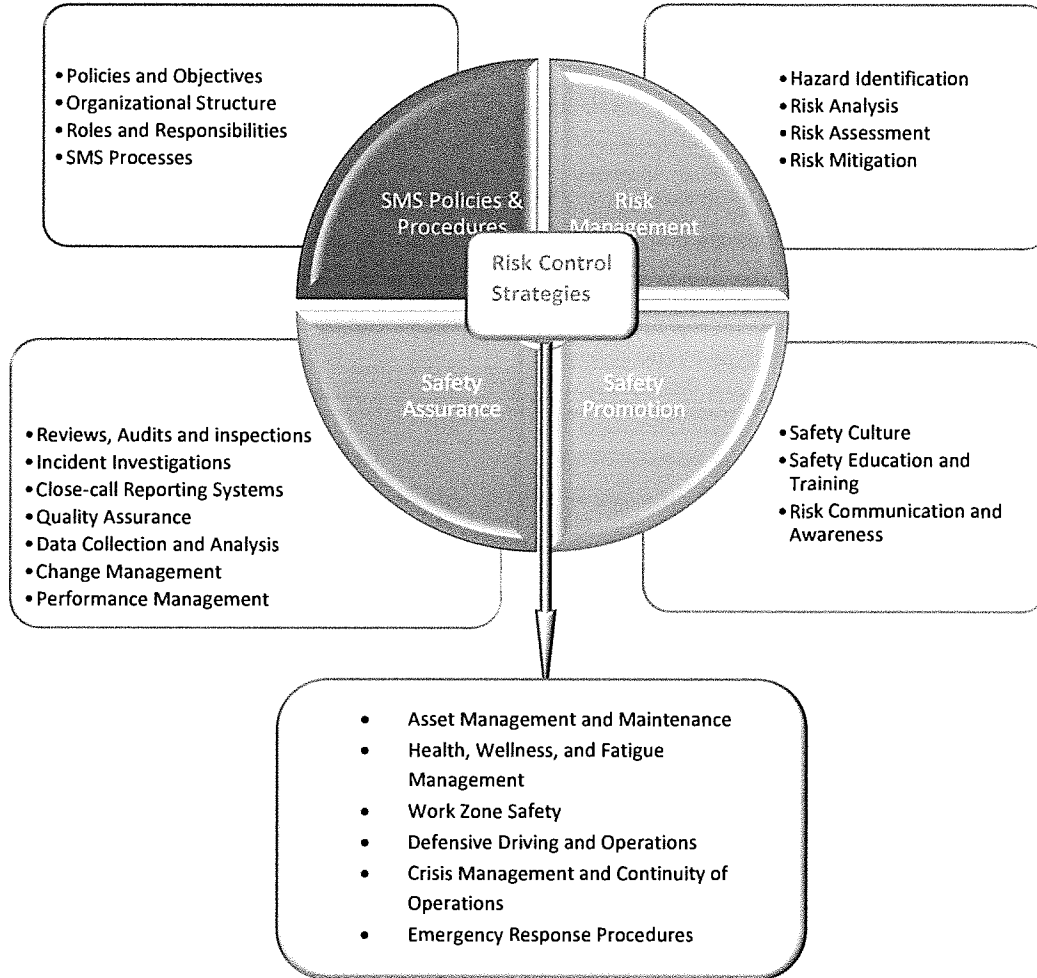 • Policies and Objectives
• Organizational Structure
• Roles and Responsibilities
• SMS Processes
• Hazard Identification
• Risk Analysis
• Risk Assessment
• Risk Mitigation
SMS Policies &
Procedures
Risk
Management
Risk Control
Strategies
Safety
Assurance
Safety
Promotion
• Reviews, Audits and inspections
• Incident Investigations
• Close-call Reporting Systems
• Quality Assurance
• Data Collection and Analysis
• Change Management
• Performance Management
• Safety Culture
• Safety Education and
Training
• Risk Communication and
Awareness
• Asset Management and Maintenance
• Health, Wellness, and Fatigue
Management
• Work Zone Safety
• Defensive Driving and Operations
• Crisis Management and Continuity of
Operations
• Emergency Response Procedures